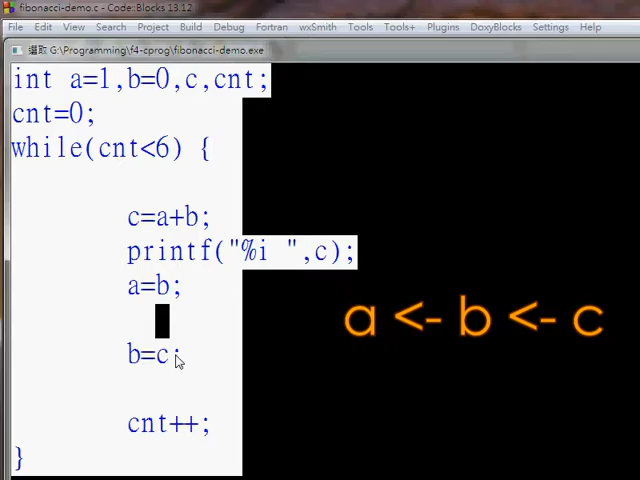 fibonacci-demo.c - Code::Blocks 13.12
File Edit View Search Project Build Debug Fortran wxSmith Tools Tools+ Plugins DoxyBlocks Settings Help
選取 G:\Programming\f4-cprog\fibonacci-demo.exe
int a=1,b=0,c,cnt;
cnt=0;
while(cnt<6) {
c=a+b;
printf("%i ",c);
a=b;
a <- b <- c
b=c;
cnt++;
}